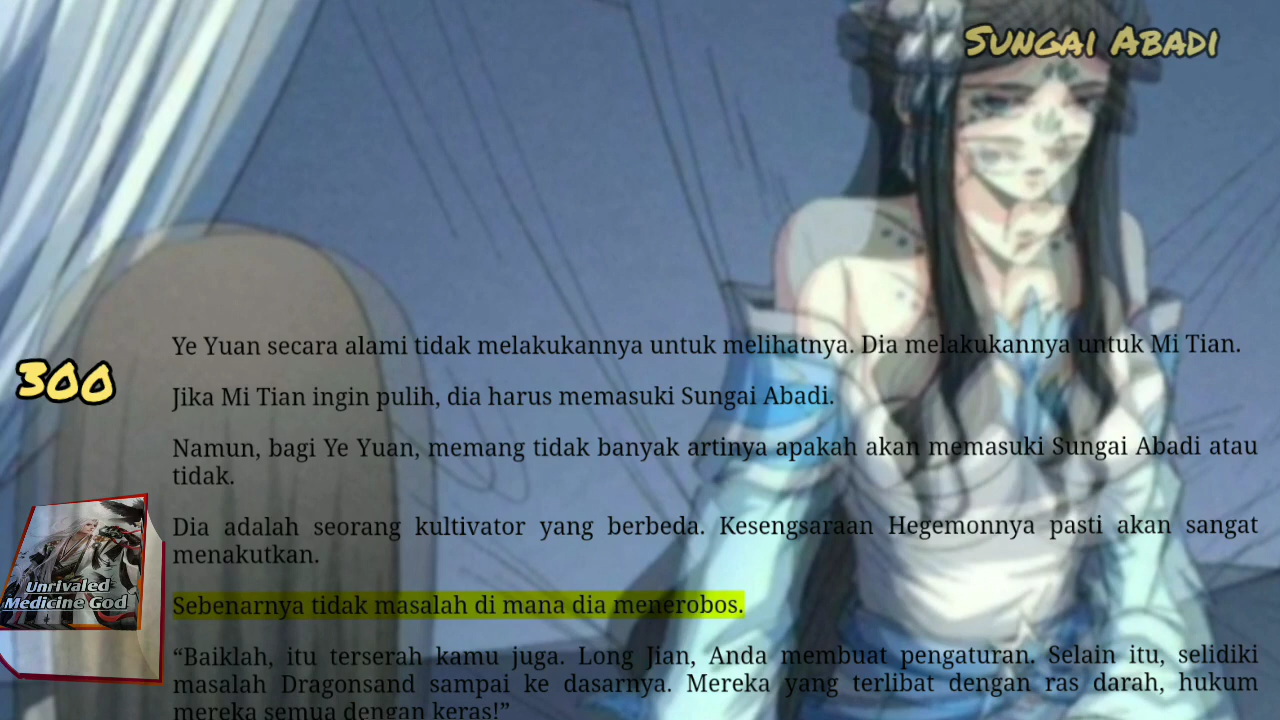 Sungai Abadi
300
Ye Yuan secara alami tidak melakukannya untuk melihatnya. Dia melakukannya untuk Mi Tian.
Jika Mi Tian ingin pulih, dia harus memasuki Sungai Abadi.
Namun, bagi Ye Yuan, memang tidak banyak artinya apakah akan memasuki Sungai Abadi atau
tidak.
Dia adalah seorang kultivator yang berbeda. Kesengsaraan Hegemonnya pasti akan sangat
menakutkan.
Unrivaled
Medicine God
Sebenarnya tidak masalah di mana dia menerobos.
“Baiklah, itu terserah kamu juga. Long Jian, Anda membuat pengaturan. Selain itu, selidiki
masalah Dragonsand sampai ke dasarnya. Mereka yang terlibat dengan ras darah, hukum
mereka semua dengan keras!”